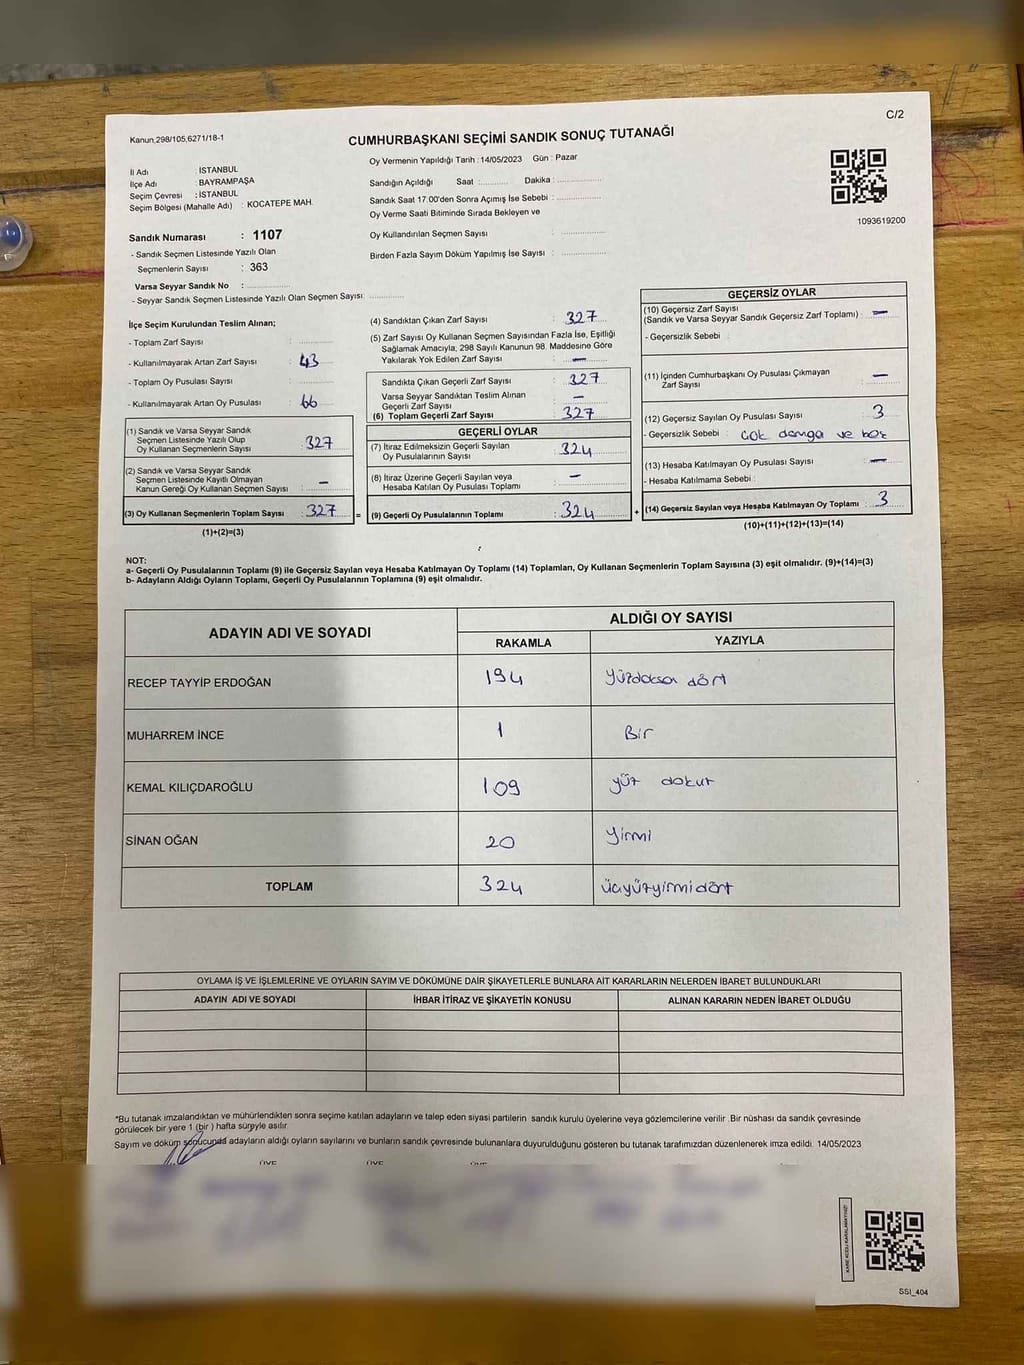 C/2
Kanun,298/105,6271/18-1
CUMHURBAŞKANI SEÇİMİ SANDIK SONUÇ TUTANAĞI
İl Adı : İSTANBUL
İlçe Adı : BAYRAMPAŞA
Seçim Çevresi : İSTANBUL
Seçim Bölgesi (Mahalle Adı) : KOCATEPE MAH.
Oy Vermenin Yapıldığı Tarih : 14/05/2023 Gün : Pazar
Sandığın Açıldığı Saat :.......... Dakika :..............
Sandık Saat 17.00'den Sonra Açımış İse Sebebi :..............
Oy Verme Saati Bitiminde Sırada Bekleyen ve
Oy Kullandırılan Seçmen Sayısı :..............
Birden Fazla Sayım Döküm Yapılmış İse Sayısı :..............
1093619200
Sandık Numarası : 1107
- Sandık Seçmen Listesinde Yazılı Olan
Seçmenlerin Sayısı : 363
Varsa Seyyar Sandık No :..............
- Seyyar Sandık Seçmen Listesinde Yazılı Olan Seçmen Sayısı :..............
İlçe Seçim Kurulundan Teslim Alınan;
- Toplam Zarf Sayısı :..............
- Kullanılmayarak Artan Zarf Sayısı : 43
- Toplam Oy Pusulası Sayısı :..............
- Kullanılmayarak Artan Oy Pusulası : 66
(1) Sandık ve Varsa Seyyar Sandık
Seçmen Listesinde Yazılı Olup
Oy Kullanan Seçmenlerin Sayısı : 327
(2) Sandık ve Varsa Seyyar Sandık
Seçmen Listesinde Kayıtlı Olmayan
Kanun Gereği Oy Kullanan Seçmen Sayısı : —
(3) Oy Kullanan Seçmenlerin Toplam Sayısı : 327 =
(1)+(2)=(3)
(4) Sandıktan Çıkan Zarf Sayısı : 327
(5) Zarf Sayısı Oy Kullanan Seçmen Sayısından Fazla İse, Eşitliği
Sağlamak Amacıyla, 298 Sayılı Kanunun 98. Maddesine Göre
Yakılarak Yok Edilen Zarf Sayısı : —
Sandıkta Çıkan Geçerli Zarf Sayısı : 327
Varsa Seyyar Sandıktan Teslim Alınan
Geçerli Zarf Sayısı : —
(6) Toplam Geçerli Zarf Sayısı : 327
GEÇERLİ OYLAR
(7) İtiraz Edilmeksizin Geçerli Sayılan
Oy Pusulalarının Sayısı : 324
(8) İtiraz Üzerine Geçerli Sayılan veya
Hesaba Katılan Oy Pusulası Toplamı : —
(9) Geçerli Oy Pusulalarının Toplamı : 324 +
GEÇERSİZ OYLAR
(10) Geçersiz Zarf Sayısı
(Sandık ve Varsa Seyyar Sandık Geçersiz Zarf Toplamı) : —
- Geçersizlik Sebebi :
(11) İçinden Cumhurbaşkanı Oy Pusulası Çıkmayan
Zarf Sayısı : —
(12) Geçersiz Sayılan Oy Pusulası Sayısı : 3
- Geçersizlik Sebebi : Çok damga ve boş
(13) Hesaba Katılmayan Oy Pusulası Sayısı : —
- Hesaba Katılmama Sebebi :
(14) Geçersiz Sayılan veya Hesaba Katılmayan Oy Toplamı : 3
(10)+(11)+(12)+(13)=(14)
NOT:
a- Geçerli Oy Pusulalarının Toplamı (9) ile Geçersiz Sayılan veya Hesaba Katılmayan Oy Toplamı (14) Toplamları, Oy Kullanan Seçmenlerin Toplam Sayısına (3) eşit olmalıdır. (9)+(14)=(3)
b- Adayların Aldığı Oyların Toplamı, Geçerli Oy Pusulalarının Toplamına (9) eşit olmalıdır.
ADAYIN ADI VE SOYADI ALDIĞI OY SAYISI
RAKAMLA YAZIYLA
RECEP TAYYİP ERDOĞAN 194 Yüzdoksan dört
MUHARREM İNCE 1 Bir
KEMAL KILIÇDAROĞLU 109 yüz dokuz
SİNAN OĞAN 20 Yirmi
TOPLAM 324 üçyüzyirmidört
OYLAMA İŞ VE İŞLEMLERİNE VE OYLARIN SAYIM VE DÖKÜMÜNE DAİR ŞİKAYETLERLE BUNLARA AİT KARARLARIN NELERDEN İBARET BULUNDUKLARI
ADAYIN ADI VE SOYADI İHBAR İTİRAZ VE ŞİKAYETİN KONUSU ALINAN KARARIN NEDEN İBARET OLDUĞU
*Bu tutanak imzalandıktan ve mühürlendikten sonra seçime katılan adayların ve talep eden siyasi partilerin sandık kurulu üyelerine veya gözlemcilerine verilir .Bir nüshası da sandık çevresinde
görülecek bir yere 1 (bir ) hafta süreyle asılır.
Sayım ve döküm sonucunda adayların aldığı oyların sayılarını ve bunların sandık çevresinde bulunanlara duyurulduğunu gösteren bu tutanak tarafımızdan düzenlenerek imza edildi. 14/05/2023
ÜYE ÜYE ÜYE
KARE KODU KARALAMAYINIZ!
SSI_404